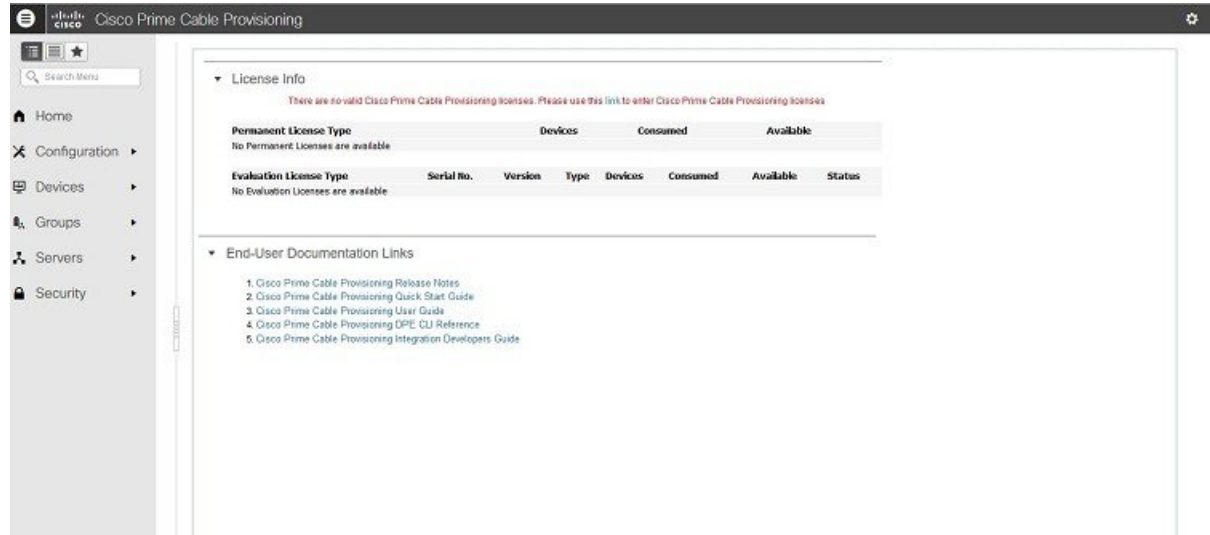 cisco Cisco Prime Cable Provisioning
Search Menu
Home
Configuration
Devices
Groups
Servers
Security
License Info
There are no valid Cisco Prime Cable Provisioning licenses. Please use this link to enter Cisco Prime Cable Provisioning licenses
Permanent License Type Devices Consumed Available
No Permanent Licenses are available
Evaluation License Type Serial No. Version Type Devices Consumed Available Status
No Evaluation Licenses are available
End-User Documentation Links
1. Cisco Prime Cable Provisioning Release Notes
2. Cisco Prime Cable Provisioning Quick Start Guide
3. Cisco Prime Cable Provisioning User Guide
4. Cisco Prime Cable Provisioning DPE CLI Reference
5. Cisco Prime Cable Provisioning Integration Developers Guide